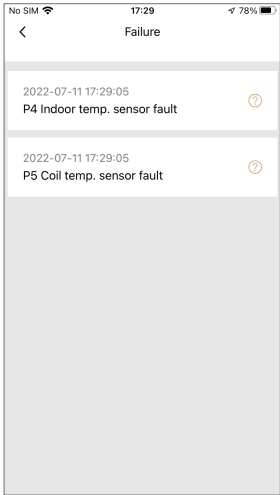 No SIM 17:29 78%
Failure
2022-07-11 17:29:05
P4 Indoor temp. sensor fault
?
2022-07-11 17:29:05
P5 Coil temp. sensor fault
?